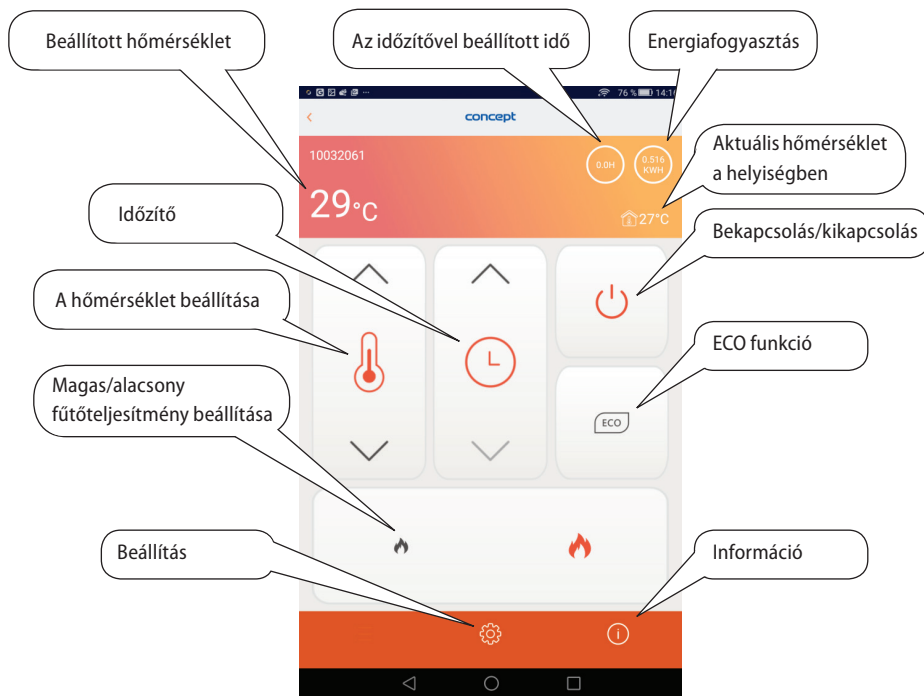 Beállított hőmérséklet
Az időzítővel beállított idő
Energiafogyasztás
76 % 14:16
concept
10032061
0.0H
0.516
KWH
Aktuális hőmérséklet
a helyiségben
29°C
27°C
Időzítő
Bekapcsolás/kikapcsolás
A hőmérséklet beállítása
ECO funkció
Magas/alacsony
fűtőteljesítmény beállítása
ECO
Beállítás
Információ